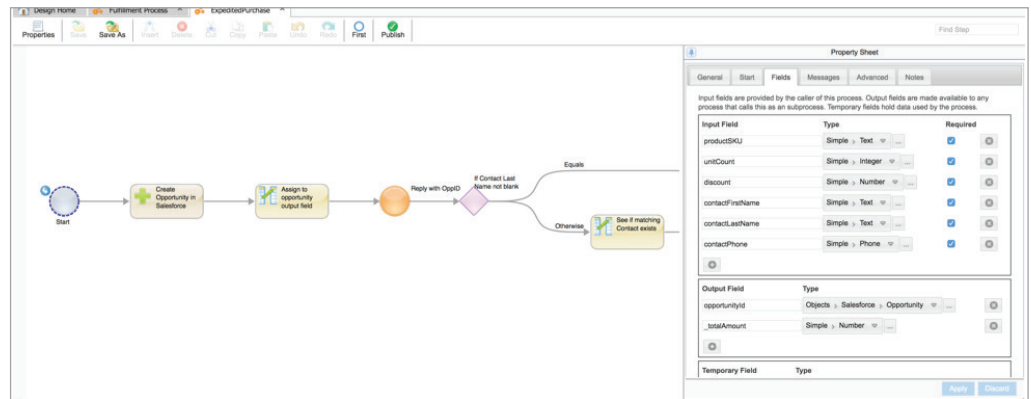 Design Home Fulfillment Process ExpeditedPurchase
Properties Save Save As Insert Delete Cut Copy Paste Undo Redo First Publish
Find Step
Start
Create
Opportunity in
Salesforce
Assign to
opportunity
output field
Reply with OppID
If Contact Last
Name not blank
Equals
Otherwise
See if matching
Contact exists
Property Sheet
General Start Fields Messages Advanced Notes
Input fields are provided by the caller of this process. Output fields are made available to any
process that calls this as an subprocess. Temporary fields hold data used by the process.
Input Field Type Required
productSKU Simple > Text ...
unitCount Simple > Integer ...
discount Simple > Number ...
contactFirstName Simple > Text ...
contactLastName Simple > Text ...
contactPhone Simple > Phone ...
Output Field Type
opportunityId Objects > Salesforce > Opportunity ...
_totalAmount Simple > Number ...
Temporary Field Type
Apply Discard